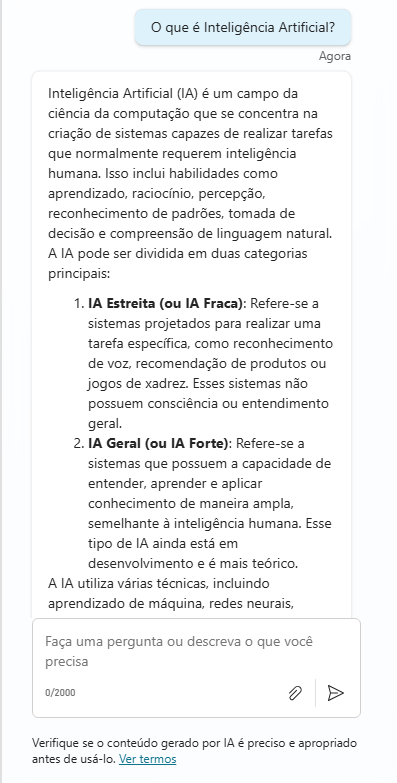 O que é Inteligência Artificial?
Agora
Inteligência Artificial (IA) é um campo da
ciência da computação que se concentra na
criação de sistemas capazes de realizar tarefas
que normalmente requerem inteligência
humana. Isso inclui habilidades como
aprendizado, raciocínio, percepção,
reconhecimento de padrões, tomada de
decisão e compreensão de linguagem natural.
A IA pode ser dividida em duas categorias
principais:
1. IA Estreita (ou IA Fraca): Refere-se a
sistemas projetados para realizar uma
tarefa específica, como reconhecimento
de voz, recomendação de produtos ou
jogos de xadrez. Esses sistemas não
possuem consciência ou entendimento
geral.
2. IA Geral (ou IA Forte): Refere-se a
sistemas que possuem a capacidade de
entender, aprender e aplicar
conhecimento de maneira ampla,
semelhante à inteligência humana. Esse
tipo de IA ainda está em
desenvolvimento e é mais teórico.
A IA utiliza várias técnicas, incluindo
aprendizado de máquina, redes neurais,
Faça uma pergunta ou descreva o que você
precisa
0/2000
Verifique se o conteúdo gerado por IA é preciso e apropriado
antes de usá-lo. Ver termos